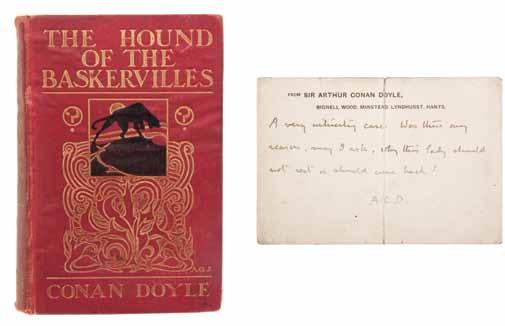 THE HOUND
OF THE
BASKERVILLES
A.G.J.
CONAN DOYLE
FROM SIR ARTHUR CONAN DOYLE,
BIGNELL WOOD, MINSTEAD, LYNDHURST, HANTS.
A very interesting case. Was there any
reason, may I ask, why this lady should
not rest or should come back?
A.C.D.